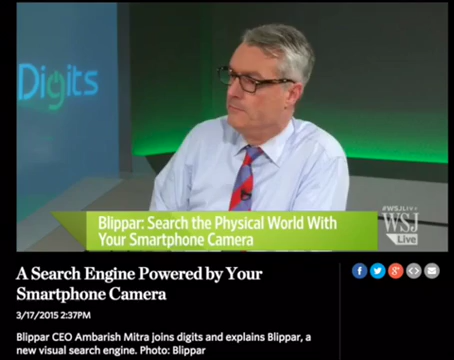 Digits
Blippar: Search the Physical World With
Your Smartphone Camera
#WSJLIVE
WSJ
Live
A Search Engine Powered by Your
Smartphone Camera
3/17/2015 2:37PM
Blippar CEO Ambarish Mitra joins digits and explains Blippar, a
new visual search engine. Photo: Blippar